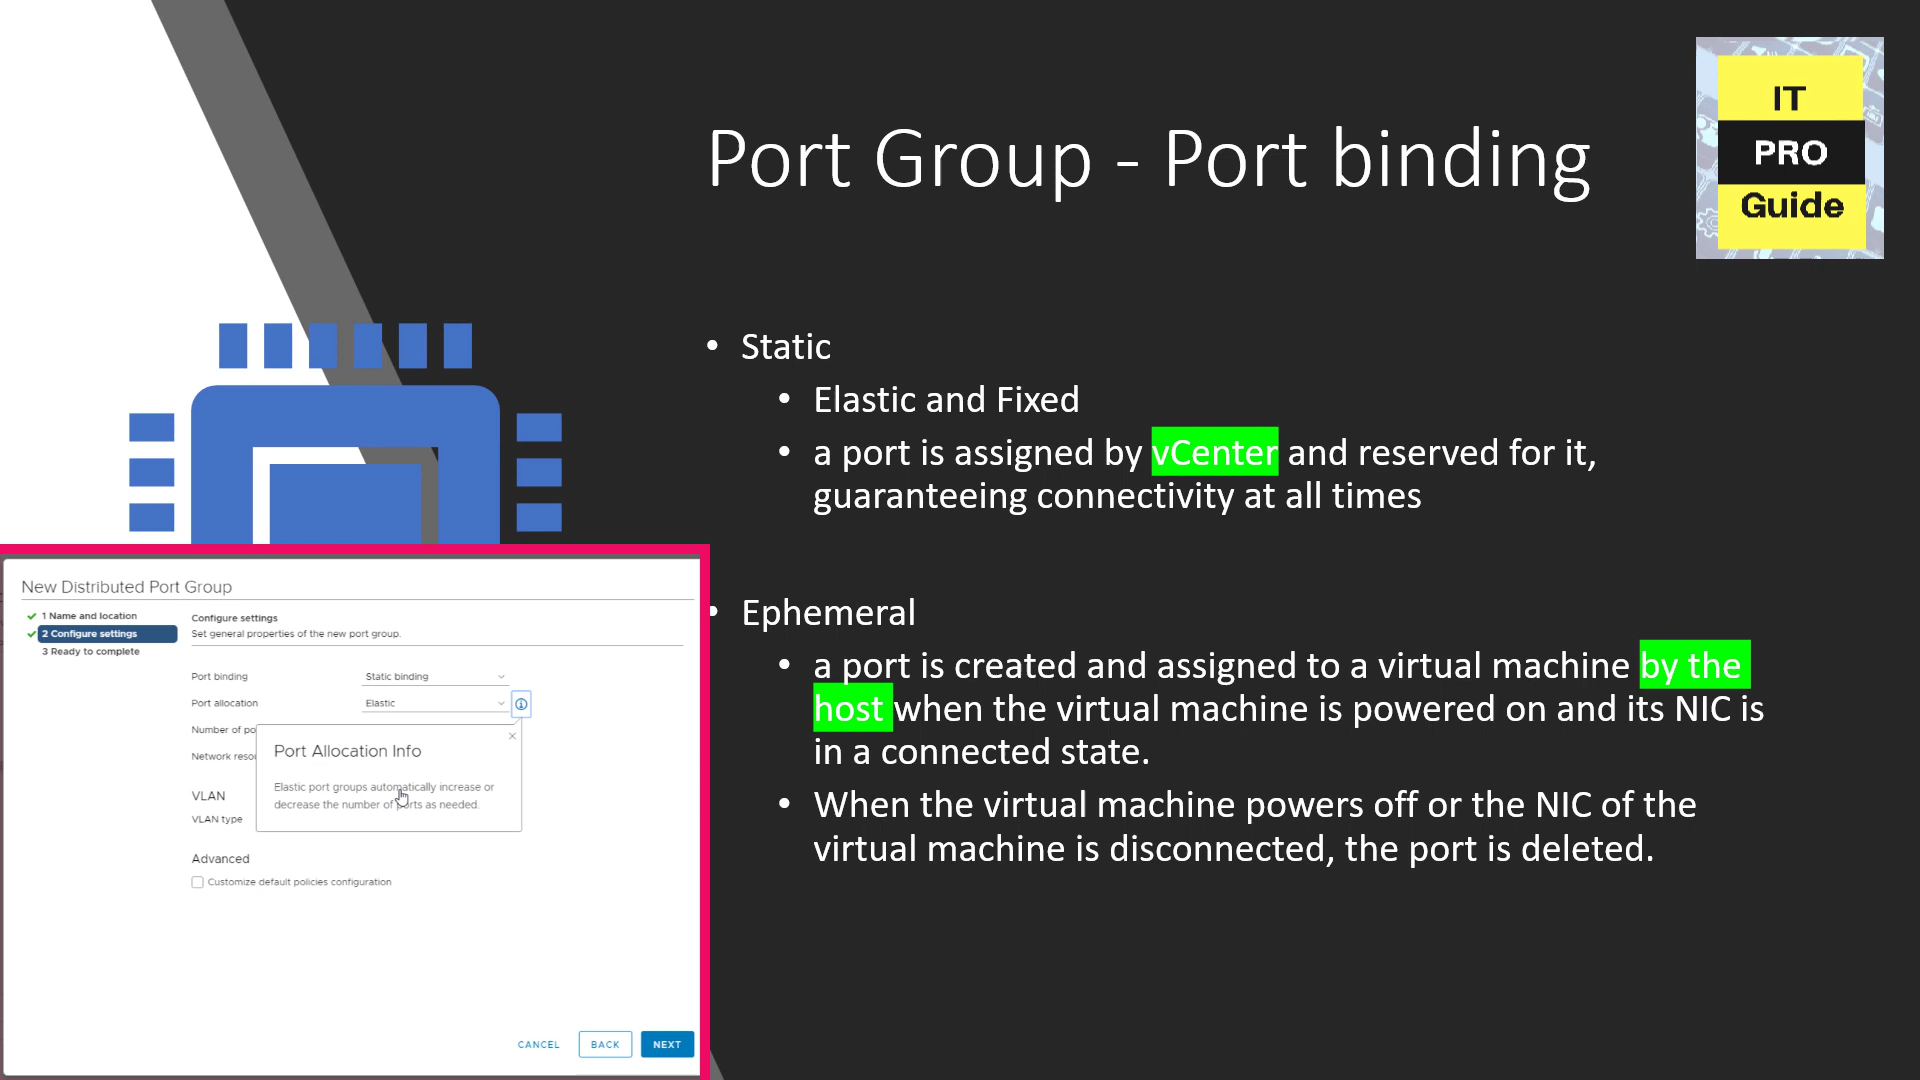 IT
PRO
Guide
Port Group - Port binding
• Static
• Elastic and Fixed
• a port is assigned by vCenter and reserved for it,
guaranteeing connectivity at all times
• Ephemeral
• a port is created and assigned to a virtual machine by the
host when the virtual machine is powered on and its NIC is
in a connected state.
• When the virtual machine powers off or the NIC of the
virtual machine is disconnected, the port is deleted.
New Distributed Port Group
1 Name and location
2 Configure settings
3 Ready to complete
Configure settings
Set general properties of the new port group.
Port binding
Static binding
Port allocation
Elastic
Number of po
Network resou
Port Allocation Info
Elastic port groups automatically increase or
decrease the number of ports as needed.
VLAN
VLAN type
Advanced
Customize default policies configuration
CANCEL
BACK
NEXT